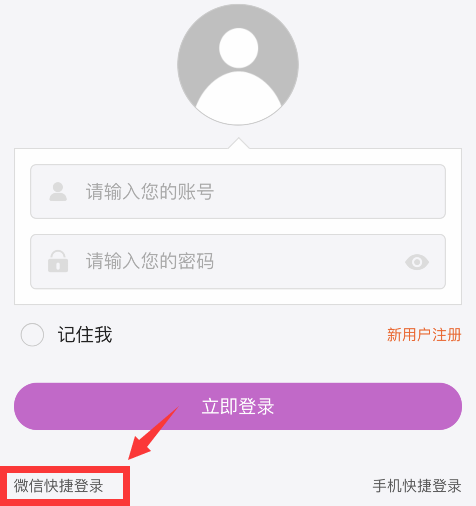 请输入您的账号
请输入您的密码
记住我 新用户注册
立即登录
微信快捷登录 手机快捷登录